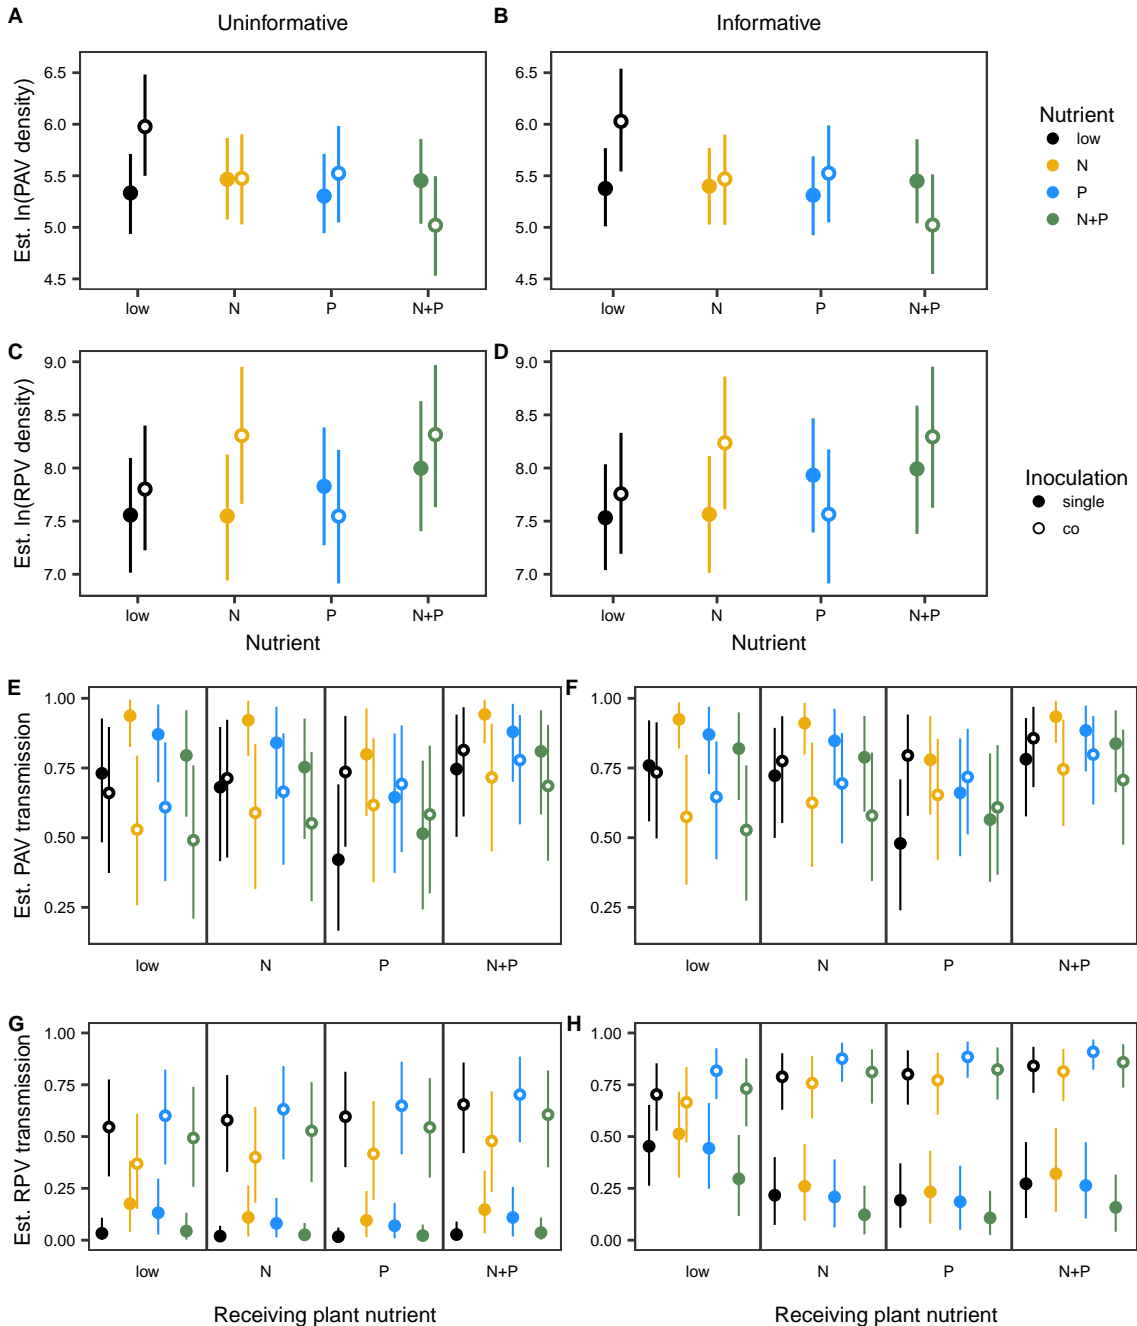 A
Uninformative
B
Informative
Est. ln(PAV density)
6.5
6.0
5.5
5.0
4.5
low
N
P
N+P
6.5
6.0
5.5
5.0
4.5
low
N
P
N+P
Nutrient
low
N
P
N+P
C
Est. ln(RPV density)
9.0
8.5
8.0
7.5
7.0
low
N
P
N+P
Nutrient
D
9.0
8.5
8.0
7.5
7.0
low
N
P
N+P
Nutrient
Inoculation
single
co
E
Est. PAV transmission
1.00
0.75
0.50
0.25
low
N
P
N+P
F
1.00
0.75
0.50
0.25
low
N
P
N+P
G
Est. RPV transmission
1.00
0.75
0.50
0.25
0.00
low
N
P
N+P
Receiving plant nutrient
H
1.00
0.75
0.50
0.25
0.00
low
N
P
N+P
Receiving plant nutrient